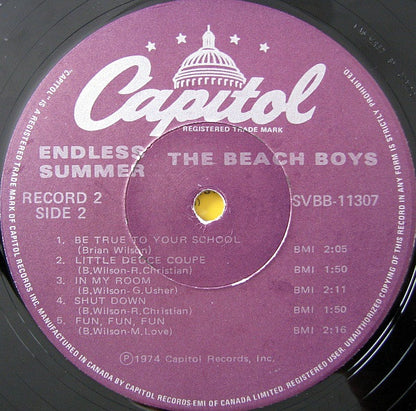 Capitol
REGISTERED TRADE MARK
ENDLESS SUMMER
THE BEACH BOYS
RECORD 2
SIDE 2
SVBB-11307
1. BE TRUE TO YOUR SCHOOL
(Brian Wilson) BMI 2:05
2. LITTLE DEUCE COUPE
(B.Wilson-R.Christian) BMI 1:50
3. IN MY ROOM
(B.Wilson-G.Usher) BMI 2:11
4. SHUT DOWN
(B.Wilson-R.Christian) BMI 1:50
5. FUN, FUN, FUN
(B.Wilson-M.Love) BMI 2:16
Ⓟ1974 Capitol Records, Inc.
"CAPITOL" IS A REGISTERED TRADE MARK OF CAPITOL RECORDS INC. MANUFACTURED IN CANADA BY CAPITOL RECORDS-EMI OF CANADA LIMITED. REGISTERED USER. UNAUTHORIZED COPYING OF THIS RECORDING IN ANY FORM IS STRICTLY PROHIBITED